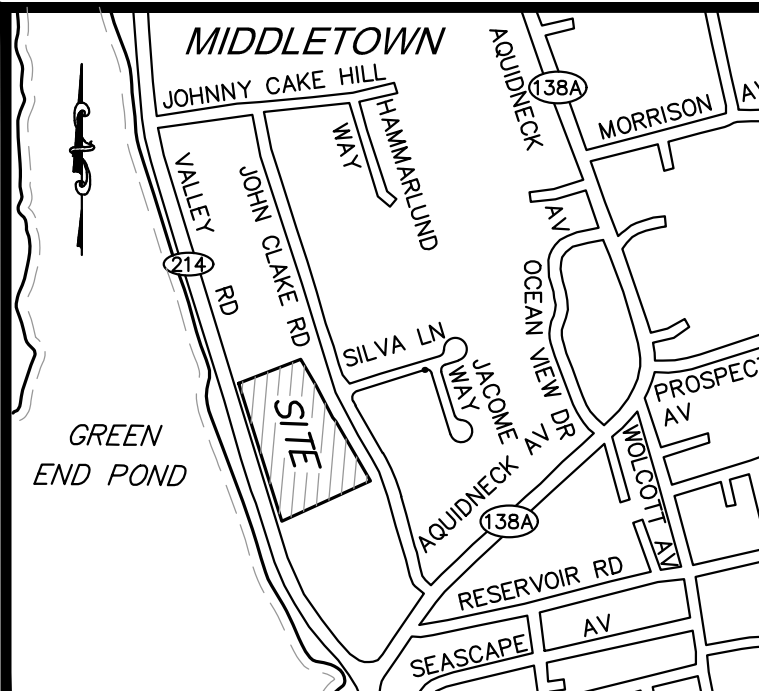 MIDDLETOWN
AQUIDNECK
AV
138A
JOHNNY CAKE HILL
HAMMARLUND
WAY
MORRISON
AV
VALLEY
RD
214
JOHN CLAKE RD
OCEAN VIEW DR
SILVA LN
JACOME
WAY
PROSPECT
AV
SITE
GREEN
END POND
WOLCOTT AV
AQUIDNECK AV
138A
RESERVOIR RD
SEASCAPE AV